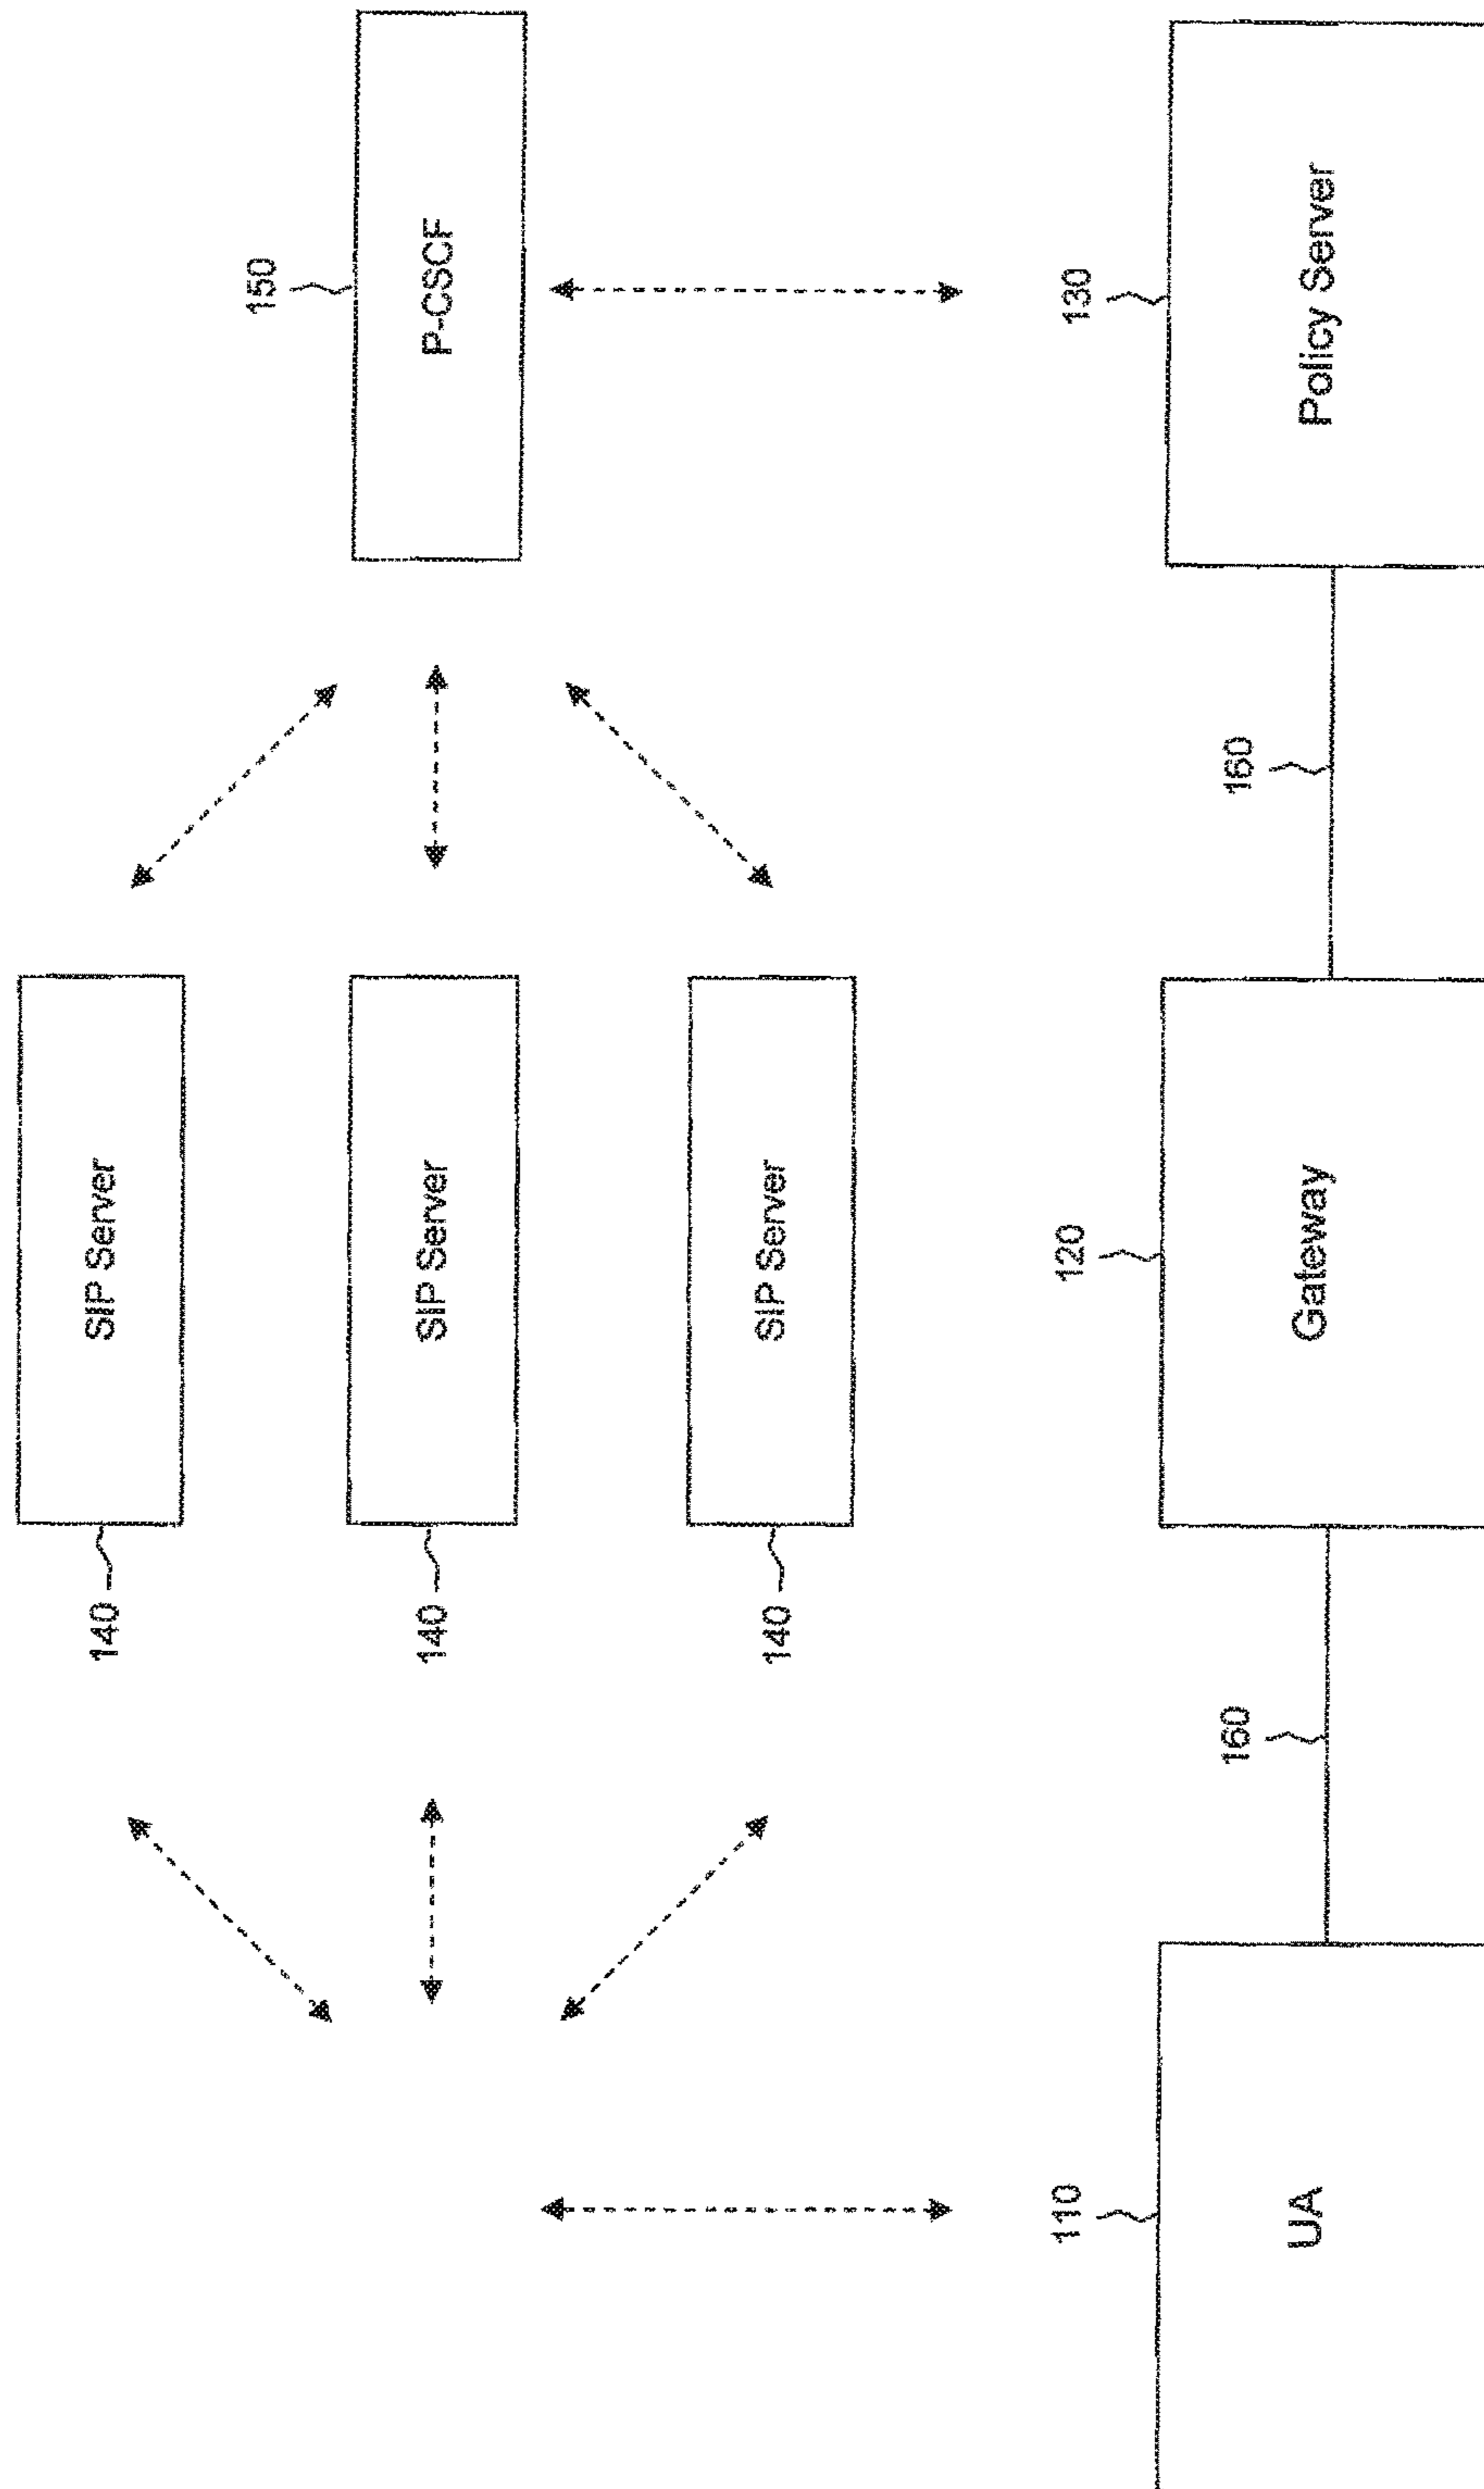 140
SIP Server
150
140
SIP Server
P-CSCF
140
SIP Server
110
120
130
160
160
UA
Gateway
Policy Server